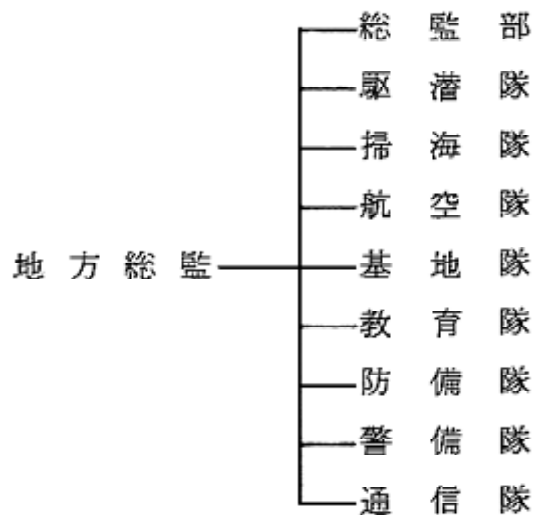 総監部
駆潜隊
掃海隊
航空隊
地方総監
基地隊
教育隊
防備隊
警備隊
通信隊